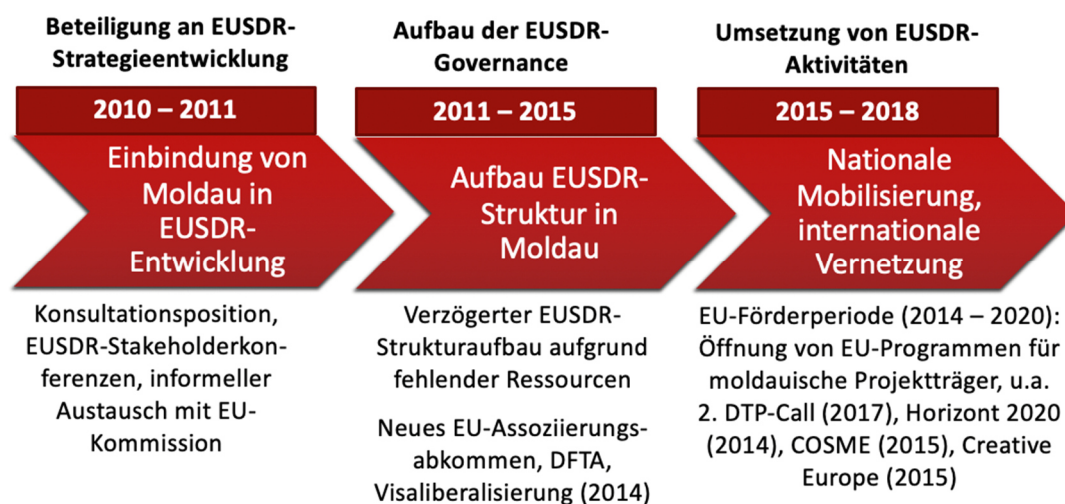 Beteiligung an EUSDR-
Strategieentwicklung
2010 – 2011
Einbindung von
Moldau in
EUSDR-
Entwicklung
Konsultationsposition,
EUSDR-Stakeholderkon-
ferenzen, informeller
Austausch mit EU-
Kommission
Aufbau der EUSDR-
Governance
2011 – 2015
Aufbau EUSDR-
Struktur in
Moldau
Verzögerter EUSDR-
Strukturaufbau aufgrund
fehlender Ressourcen
Neues EU-Assoziierungs-
abkommen, DFTA,
Visaliberalisierung (2014)
Umsetzung von EUSDR-
Aktivitäten
2015 – 2018
Nationale
Mobilisierung,
internationale
Vernetzung
EU-Förderperiode (2014 – 2020):
Öffnung von EU-Programmen für
moldauische Projektträger, u.a.
2. DTP-Call (2017), Horizont 2020
(2014), COSME (2015), Creative
Europe (2015)